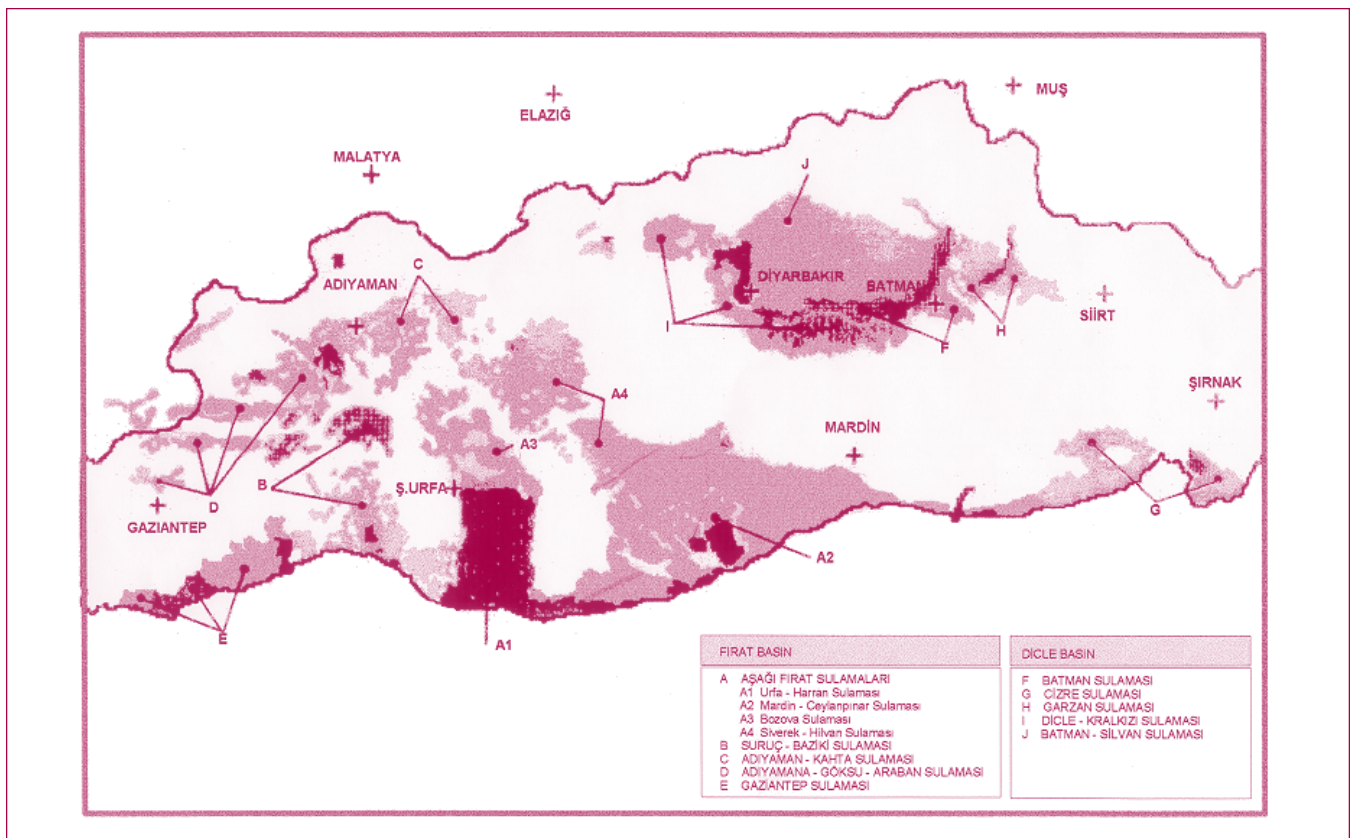 MUŞ
ELAZIĞ
MALATYA
J
C
ADIYAMAN
DİYARBAKIR
BATMAN
SİİRT
I
F
H
ŞIRNAK
A4
MARDİN
A3
B
Ş.URFA
D
GAZIANTEP
G
A2
E
A1
FIRAT BASIN
A AŞAĞI FIRAT SULAMALARI
A1 Urfa - Harran Sulaması
A2 Mardin - Ceylanpınar Sulaması
A3 Bozova Sulaması
A4 Siverek - Hilvan Sulaması
B SURUÇ - BAZİKİ SULAMASI
C ADIYAMAN - KAHTA SULAMASI
D ADIYAMANA - GÖKSU - ARABAN SULAMASI
E GAZİANTEP SULAMASI
DİCLE BASIN
F BATMAN SULAMASI
G CİZRE SULAMASI
H GARZAN SULAMASI
I DİCLE - KRALKIZI SULAMASI
J BATMAN - SİLVAN SULAMASI